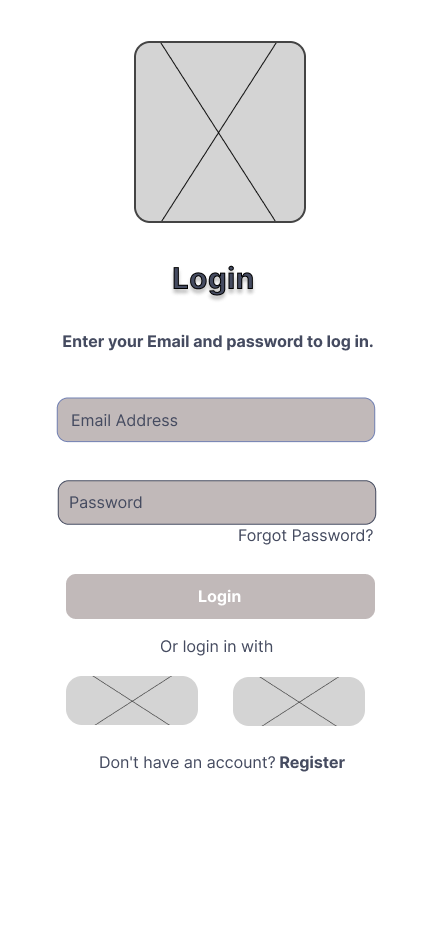 Login
Enter your Email and password to log in.
Email Address
Password
Forgot Password?
Login
Or login in with
Don't have an account? Register